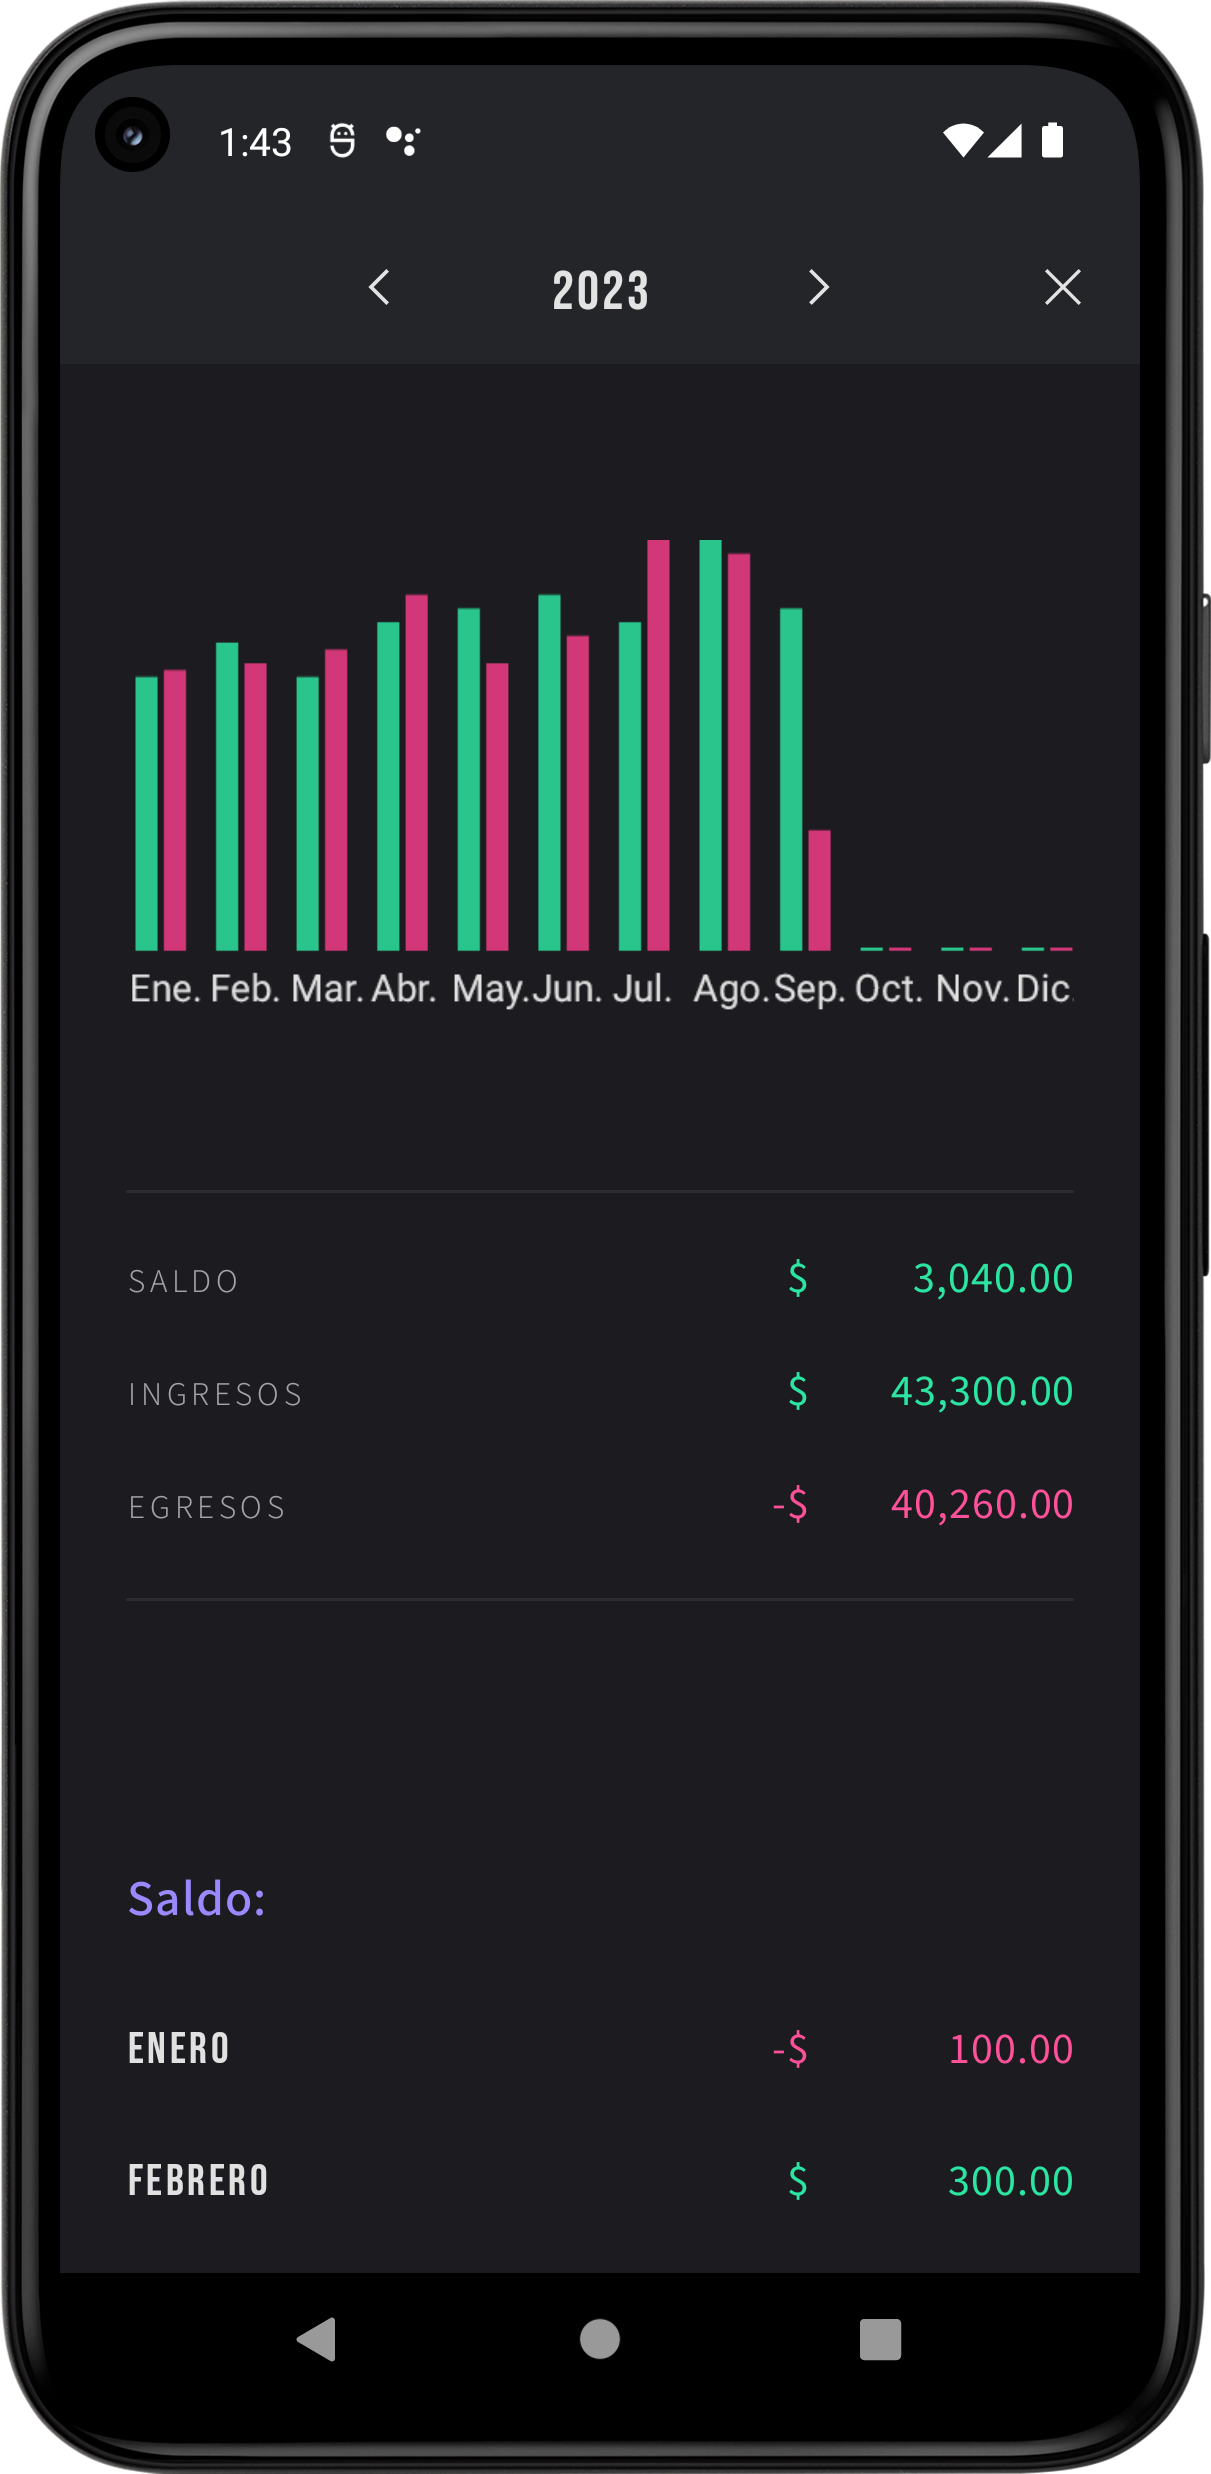 1:43
2023
Ene. Feb. Mar. Abr. May. Jun. Jul. Ago. Sep. Oct. Nov. Dic.
SALDO $ 3,040.00
INGRESOS $ 43,300.00
EGRESOS -$ 40,260.00
Saldo:
ENERO -$ 100.00
FEBRERO $ 300.00